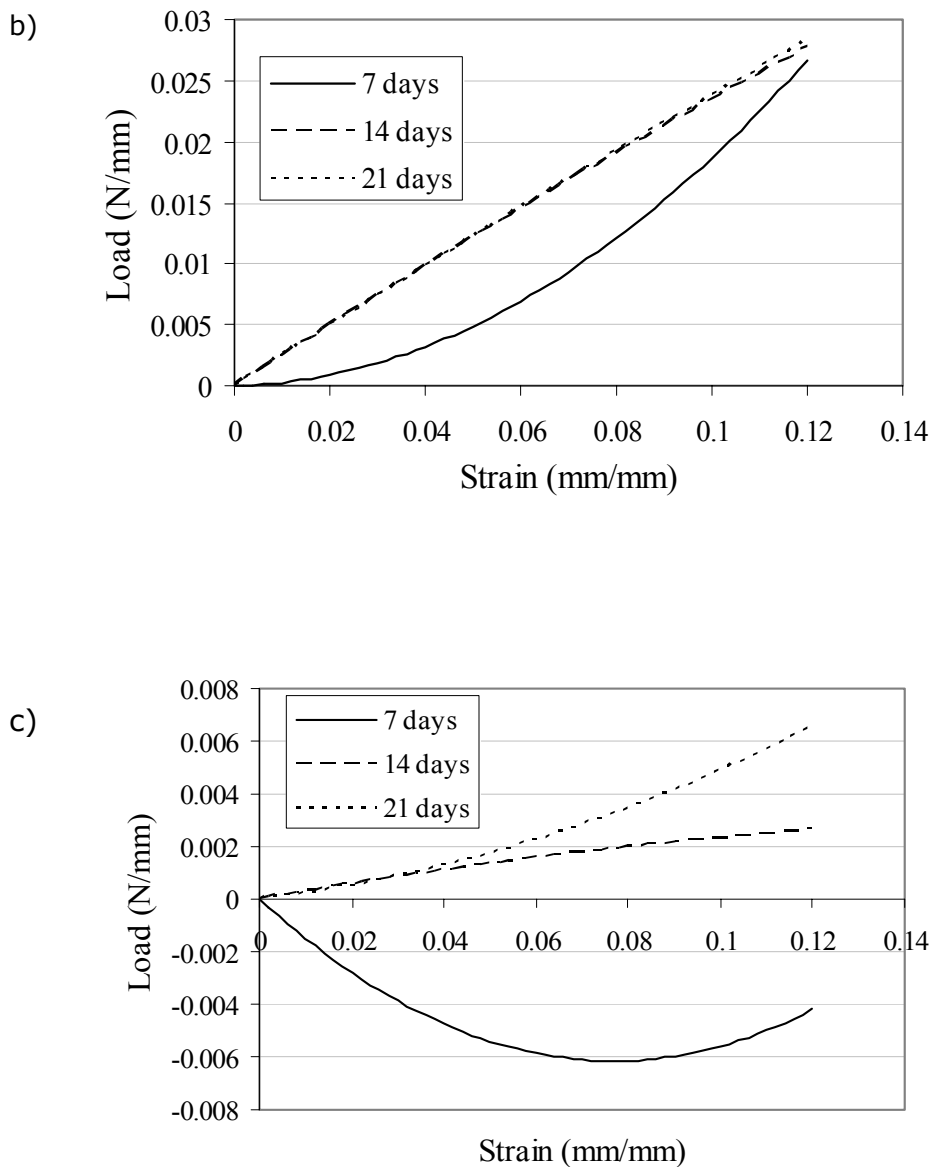 b)
0.03
0.025
0.02
0.015
0.01
0.005
0
Load (N/mm)
7 days
14 days
21 days
0 0.02 0.04 0.06 0.08 0.1 0.12 0.14
Strain (mm/mm)
c)
0.008
0.006
0.004
0.002
0
-0.002
-0.004
-0.006
-0.008
Load (N/mm)
7 days
14 days
21 days
0 0.02 0.04 0.06 0.08 0.1 0.12 0.14
Strain (mm/mm)